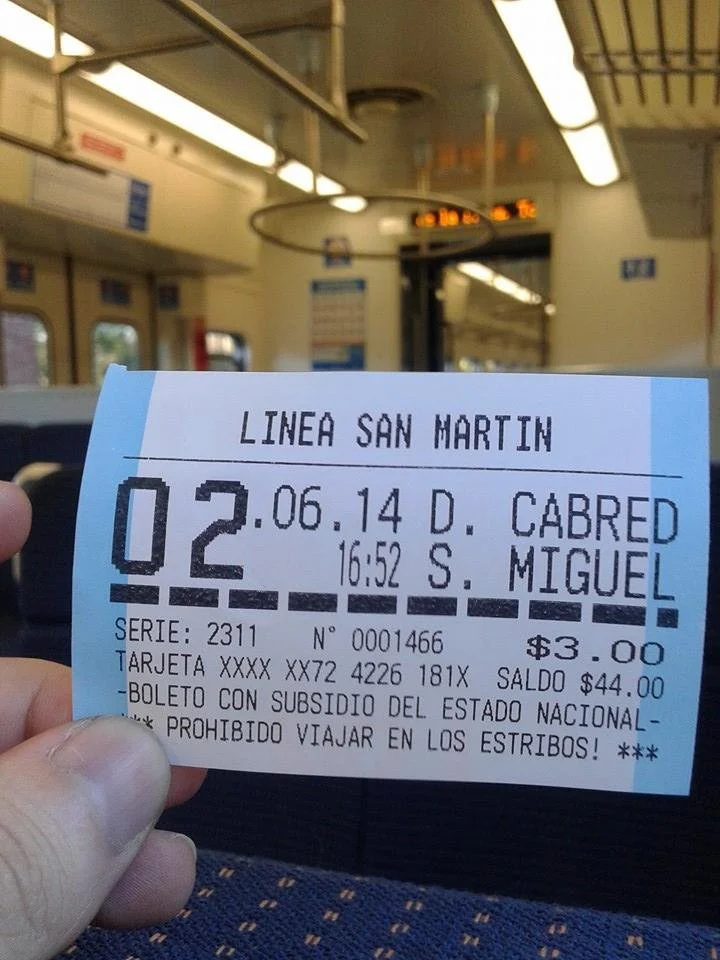 LINEA SAN MARTIN
02.06.14 D. CABRED
16:52 S. MIGUEL
SERIE: 2311 N° 0001466 $3.00
TARJETA XXXX XX72 4226 181X SALDO $44.00
-BOLETO CON SUBSIDIO DEL ESTADO NACIONAL-
*** PROHIBIDO VIAJAR EN LOS ESTRIBOS! ***